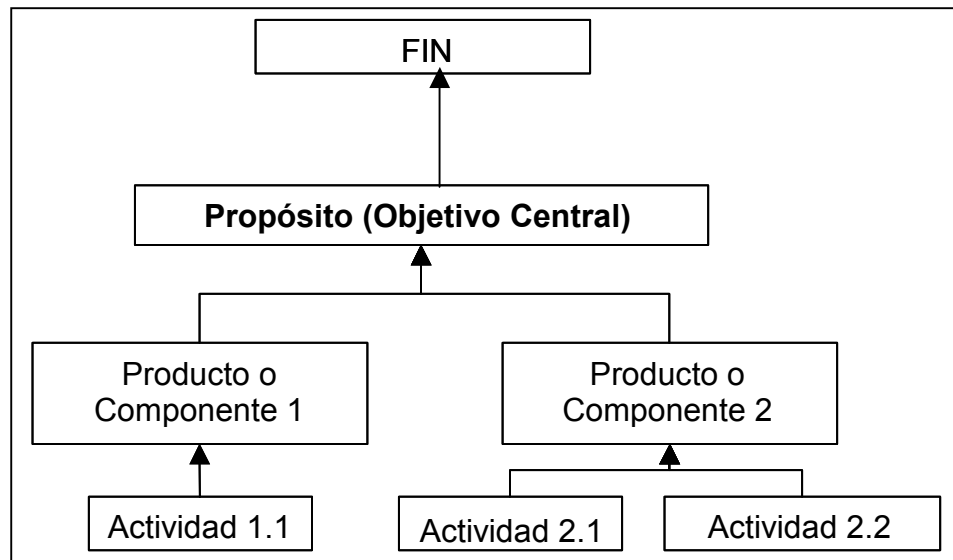 FIN
Propósito (Objetivo Central)
Producto o
Componente 1
Producto o
Componente 2
Actividad 1.1
Actividad 2.1
Actividad 2.2